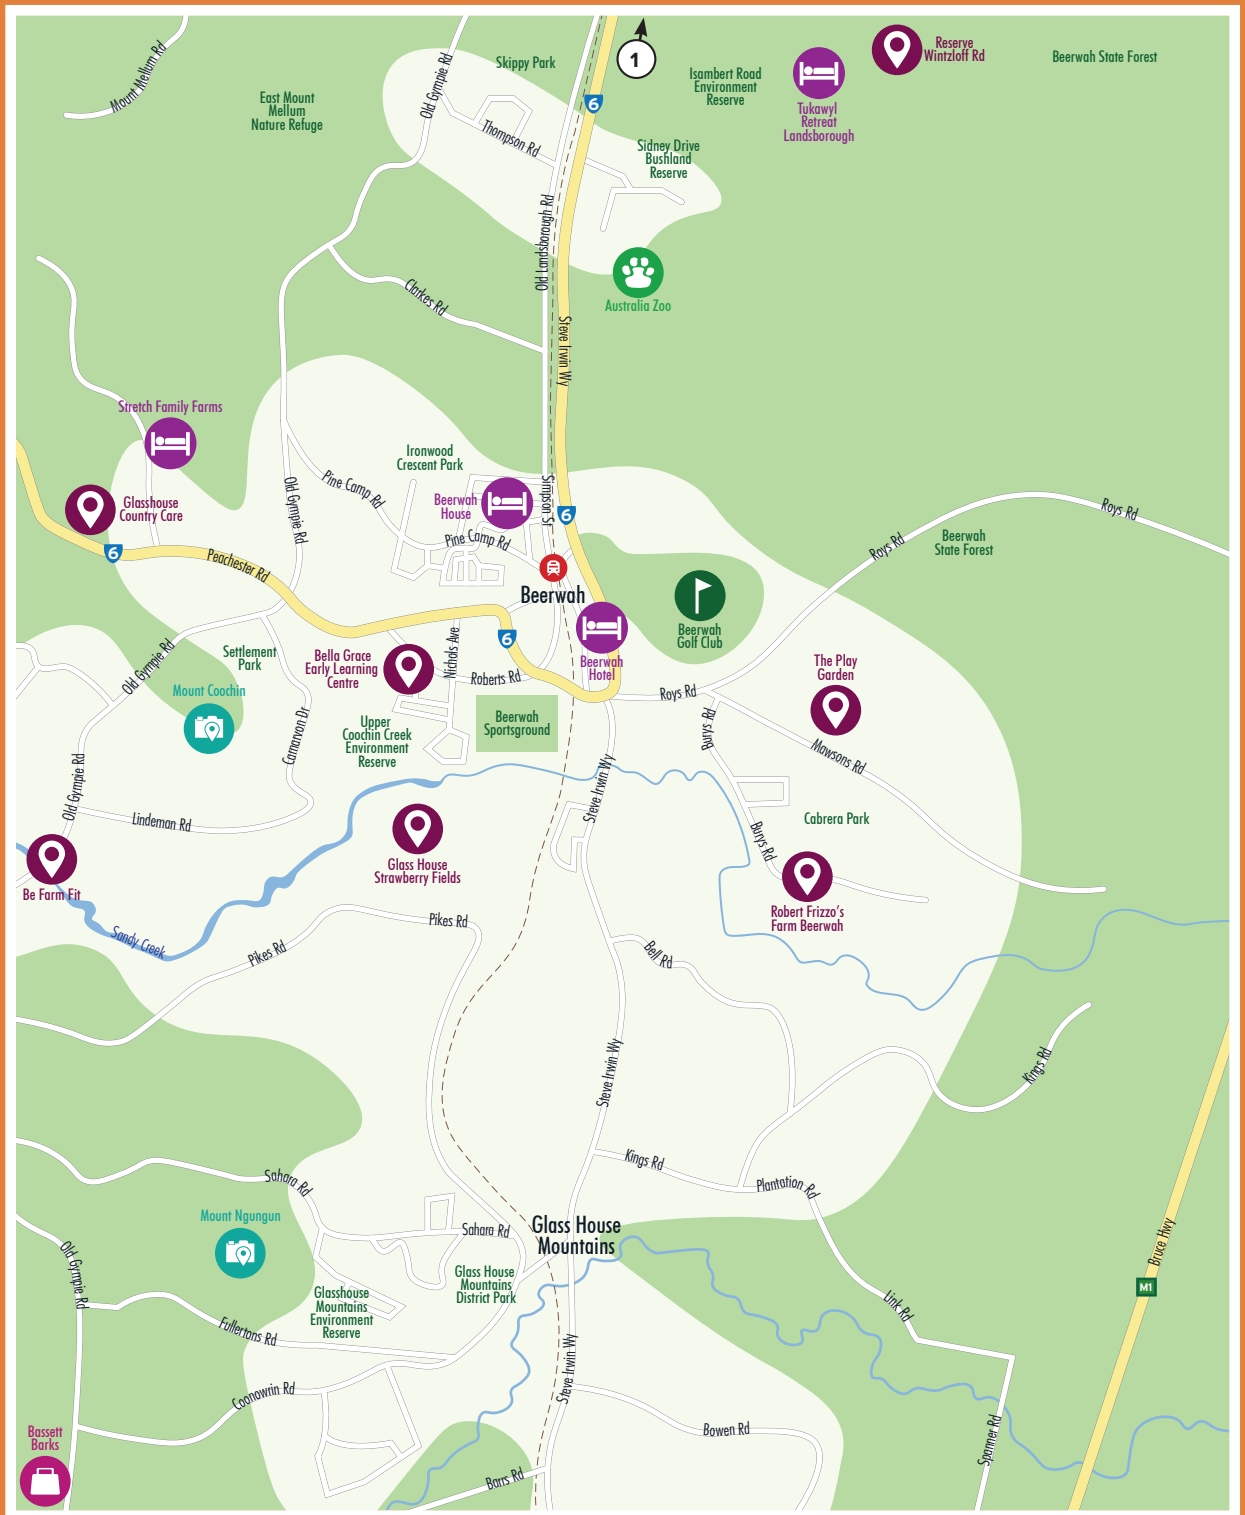 1
Reserve
Wintzloff Rd
Beerwah State Forest
Skippy Park
Mount Mellum Rd
Old Gympie Rd
Isambert Road
Environment
Reserve
East Mount
Mellum
Nature Refuge
6
Tukawyl
Retreat
Landsborough
Thompson Rd
Sidney Drive
Bushland
Reserve
Old Landsborough Rd
Clarkes Rd
Australia Zoo
Steve Irwin Wy
Stretch Family Farms
Ironwood
Crescent Park
Pine Camp Rd
Old Gympie Rd
Beerwah
House
Simpson St
6
Glasshouse
Country Care
6
Peachester Rd
Pine Camp Rd
Roys Rd
Roys Rd
Beerwah
State Forest
Beerwah
Beerwah
Golf Club
6
Nichols Ave
Old Gympie Rd
Settlement
Park
Bella Grace
Early Learning
Centre
Roberts Rd
Beerwah
Hotel
Roys Rd
The Play
Garden
Mount Coochin
Carnarvon Dr
Upper
Coochin Creek
Environment
Reserve
Beerwah
Sportsground
Burys Rd
Mawsons Rd
Old Gympie Rd
Lindeman Rd
Steve Irwin Wy
Burys Rd
Cabrera Park
Glass House
Strawberry Fields
Be Farm Fit
Robert Frizzo's
Farm Beerwah
Sandy Creek
Pikes Rd
Pikes Rd
Bell Rd
Steve Irwin Wy
Kings Rd
Kings Rd
Plantation Rd
Sahara Rd
Mount Ngungun
Sahara Rd
Glass House
Mountains
Bruce Hwy
Old Gympie Rd
Glass House
Mountains
District Park
M1
Glasshouse
Mountains
Environment
Reserve
Link Rd
Fullertons Rd
Steve Irwin Wy
Coonowrin Rd
Bowen Rd
Spanner Rd
Bassett
Barks
Barrs Rd